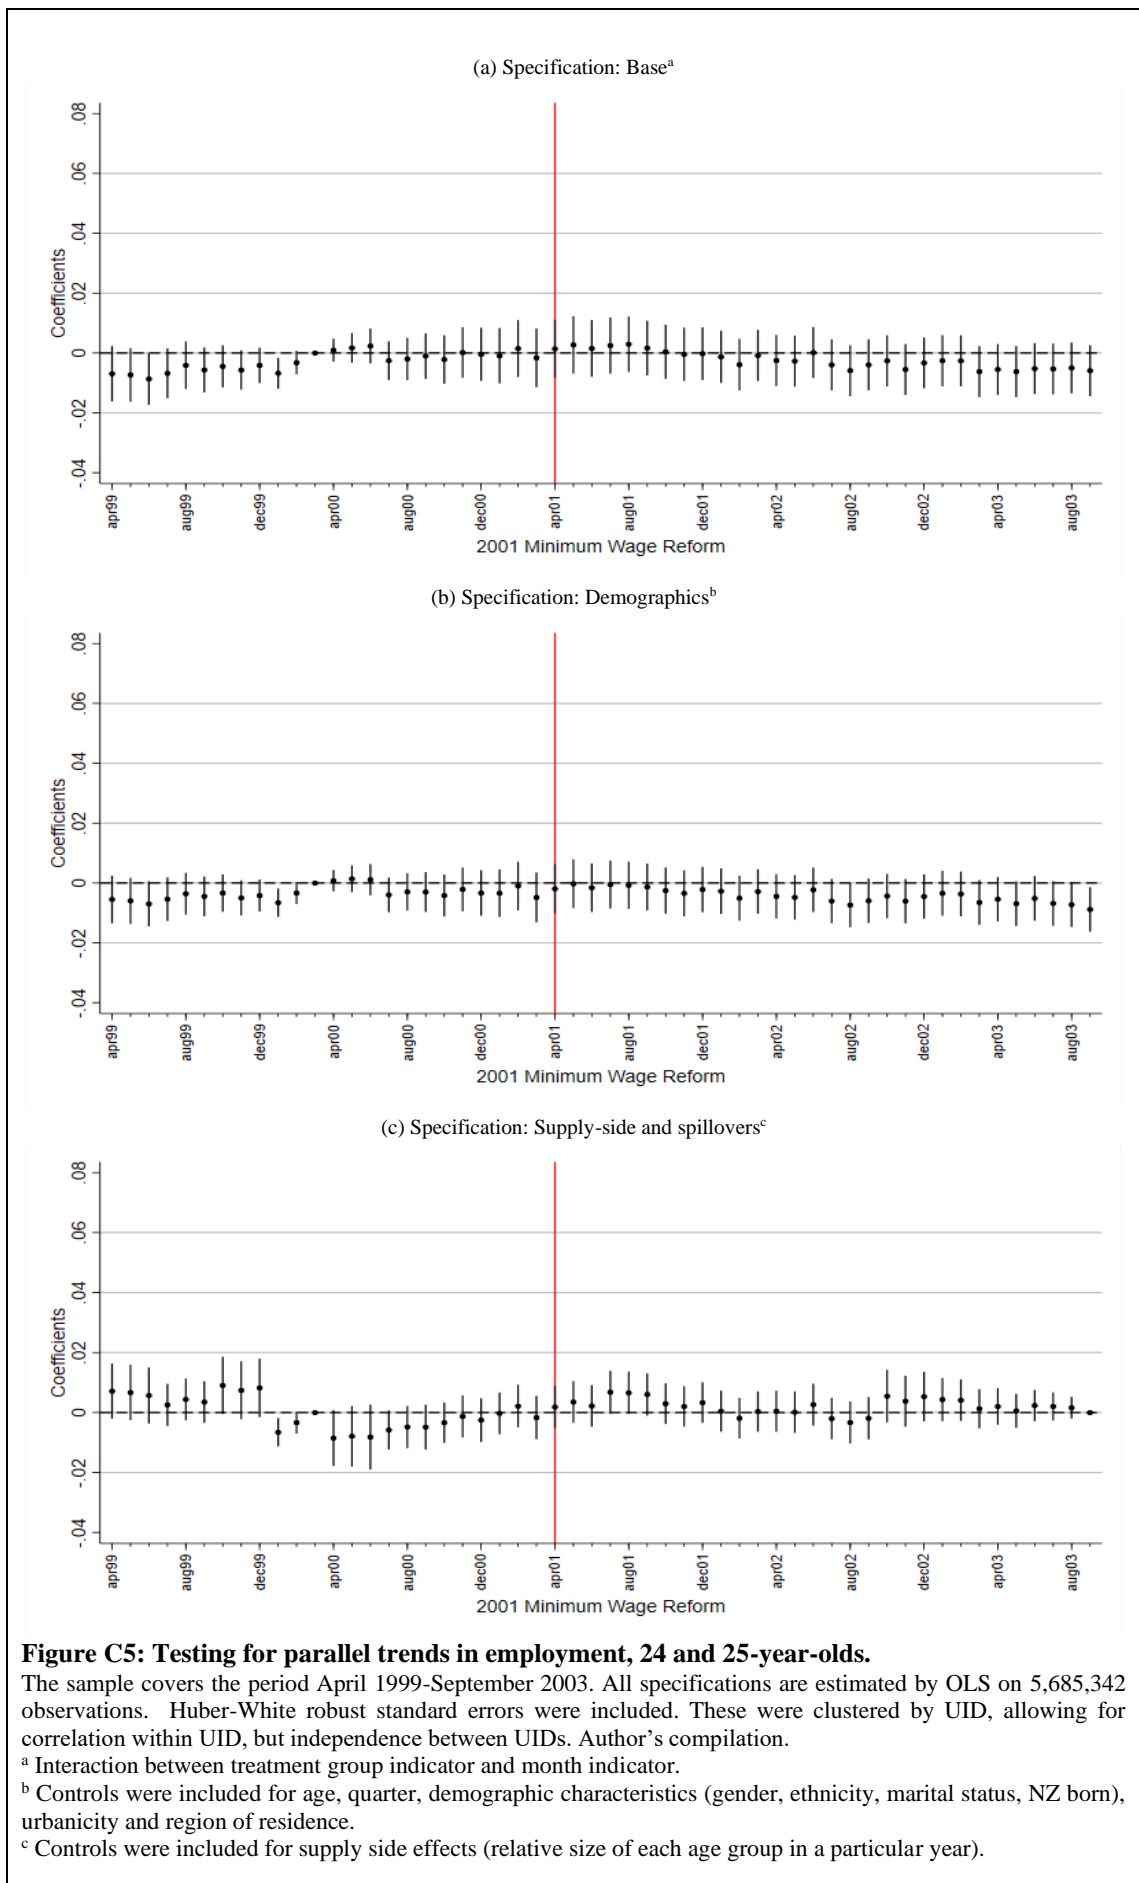 (a) Specification: Baseᵃ
.08
.06
.04
.02
0
-.02
-.04
Coefficients
apr99
aug99
dec99
apr00
aug00
dec00
apr01
aug01
dec01
apr02
aug02
dec02
apr03
aug03
2001 Minimum Wage Reform
(b) Specification: Demographicsᵇ
.08
.06
.04
.02
0
-.02
-.04
Coefficients
apr99
aug99
dec99
apr00
aug00
dec00
apr01
aug01
dec01
apr02
aug02
dec02
apr03
aug03
2001 Minimum Wage Reform
(c) Specification: Supply-side and spilloversᶜ
.08
.06
.04
.02
0
-.02
-.04
Coefficients
apr99
aug99
dec99
apr00
aug00
dec00
apr01
aug01
dec01
apr02
aug02
dec02
apr03
aug03
2001 Minimum Wage Reform
Figure C5: Testing for parallel trends in employment, 24 and 25-year-olds.
The sample covers the period April 1999-September 2003. All specifications are estimated by OLS on 5,685,342
observations. Huber-White robust standard errors were included. These were clustered by UID, allowing for
correlation within UID, but independence between UIDs. Author's compilation.
ᵃ Interaction between treatment group indicator and month indicator.
ᵇ Controls were included for age, quarter, demographic characteristics (gender, ethnicity, marital status, NZ born),
urbanicity and region of residence.
ᶜ Controls were included for supply side effects (relative size of each age group in a particular year).